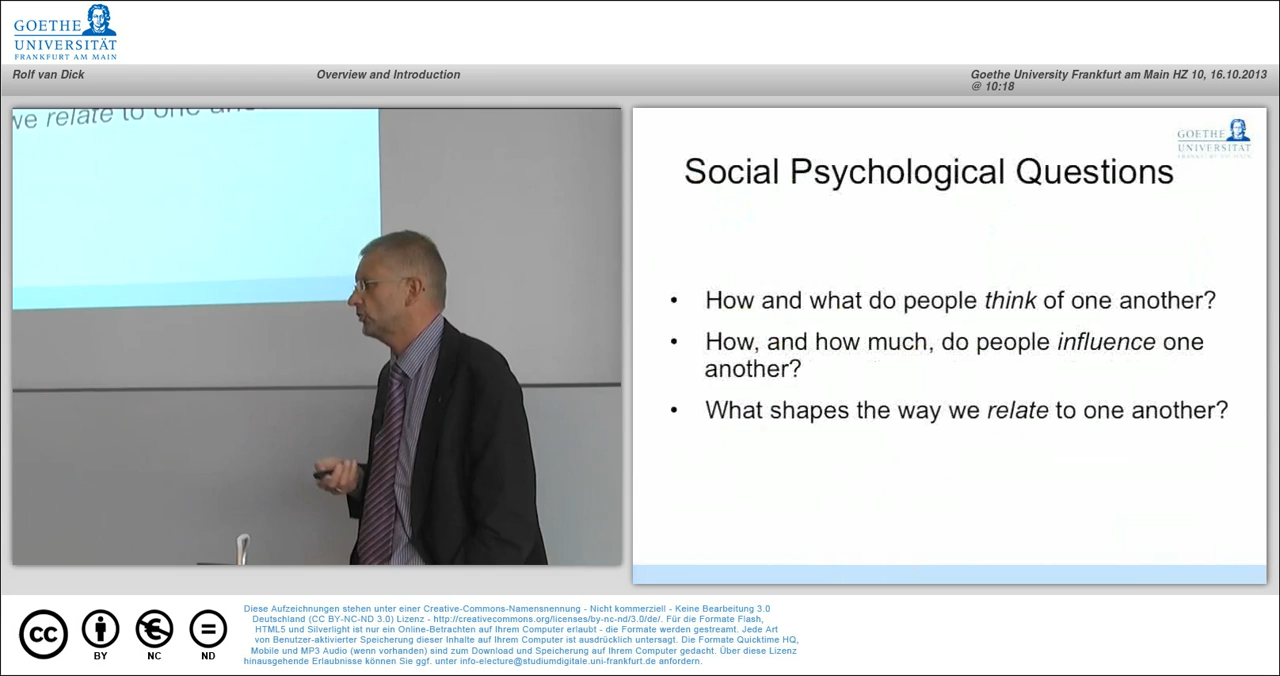 GOETHE
UNIVERSITÄT
FRANKFURT AM MAIN
Rolf van Dick
Overview and Introduction
Goethe University Frankfurt am Main HZ 10, 16.10.2013
@ 10:18
we relate to one
GOETHE
UNIVERSITÄT
FRANKFURT AM MAIN
Social Psychological Questions
• How and what do people think of one another?
• How, and how much, do people influence one
another?
• What shapes the way we relate to one another?
cc
BY
NC
ND
Diese Aufzeichnungen stehen unter einer Creative-Commons-Namensnennung - Nicht kommerziell - Keine Bearbeitung 3.0
Deutschland (CC BY-NC-ND 3.0) Lizenz - http://creativecommons.org/licenses/by-nc-nd/3.0/de/. Für die Formate Flash,
HTML5 und Silverlight ist nur ein Online-Betrachten auf Ihrem Computer erlaubt - die Formate werden gestreamt. Jede Art
von Benutzer-aktivierter Speicherung dieser Inhalte auf Ihrem Computer ist ausdrücklich untersagt. Die Formate Quicktime HQ,
Mobile und MP3 Audio (wenn vorhanden) sind zum Download und Speicherung auf Ihrem Computer gedacht. Über diese Lizenz
hinausgehende Erlaubnisse können Sie ggf. unter info-electure@studiumdigitale.uni-frankfurt.de anfordern.